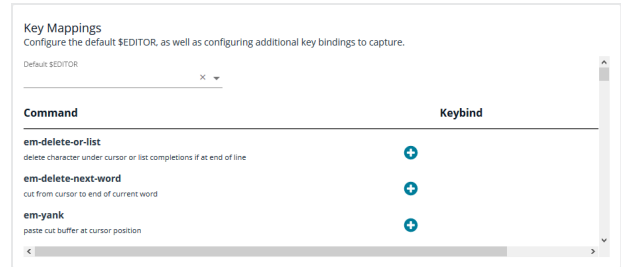 Key Mappings
Configure the default $EDITOR, as well as configuring additional key bindings to capture.
Default $EDITOR
Command Keybind
em-delete-or-list
delete character under cursor or list completions if at end of line
em-delete-next-word
cut from cursor to end of current word
em-yank
paste cut buffer at cursor position